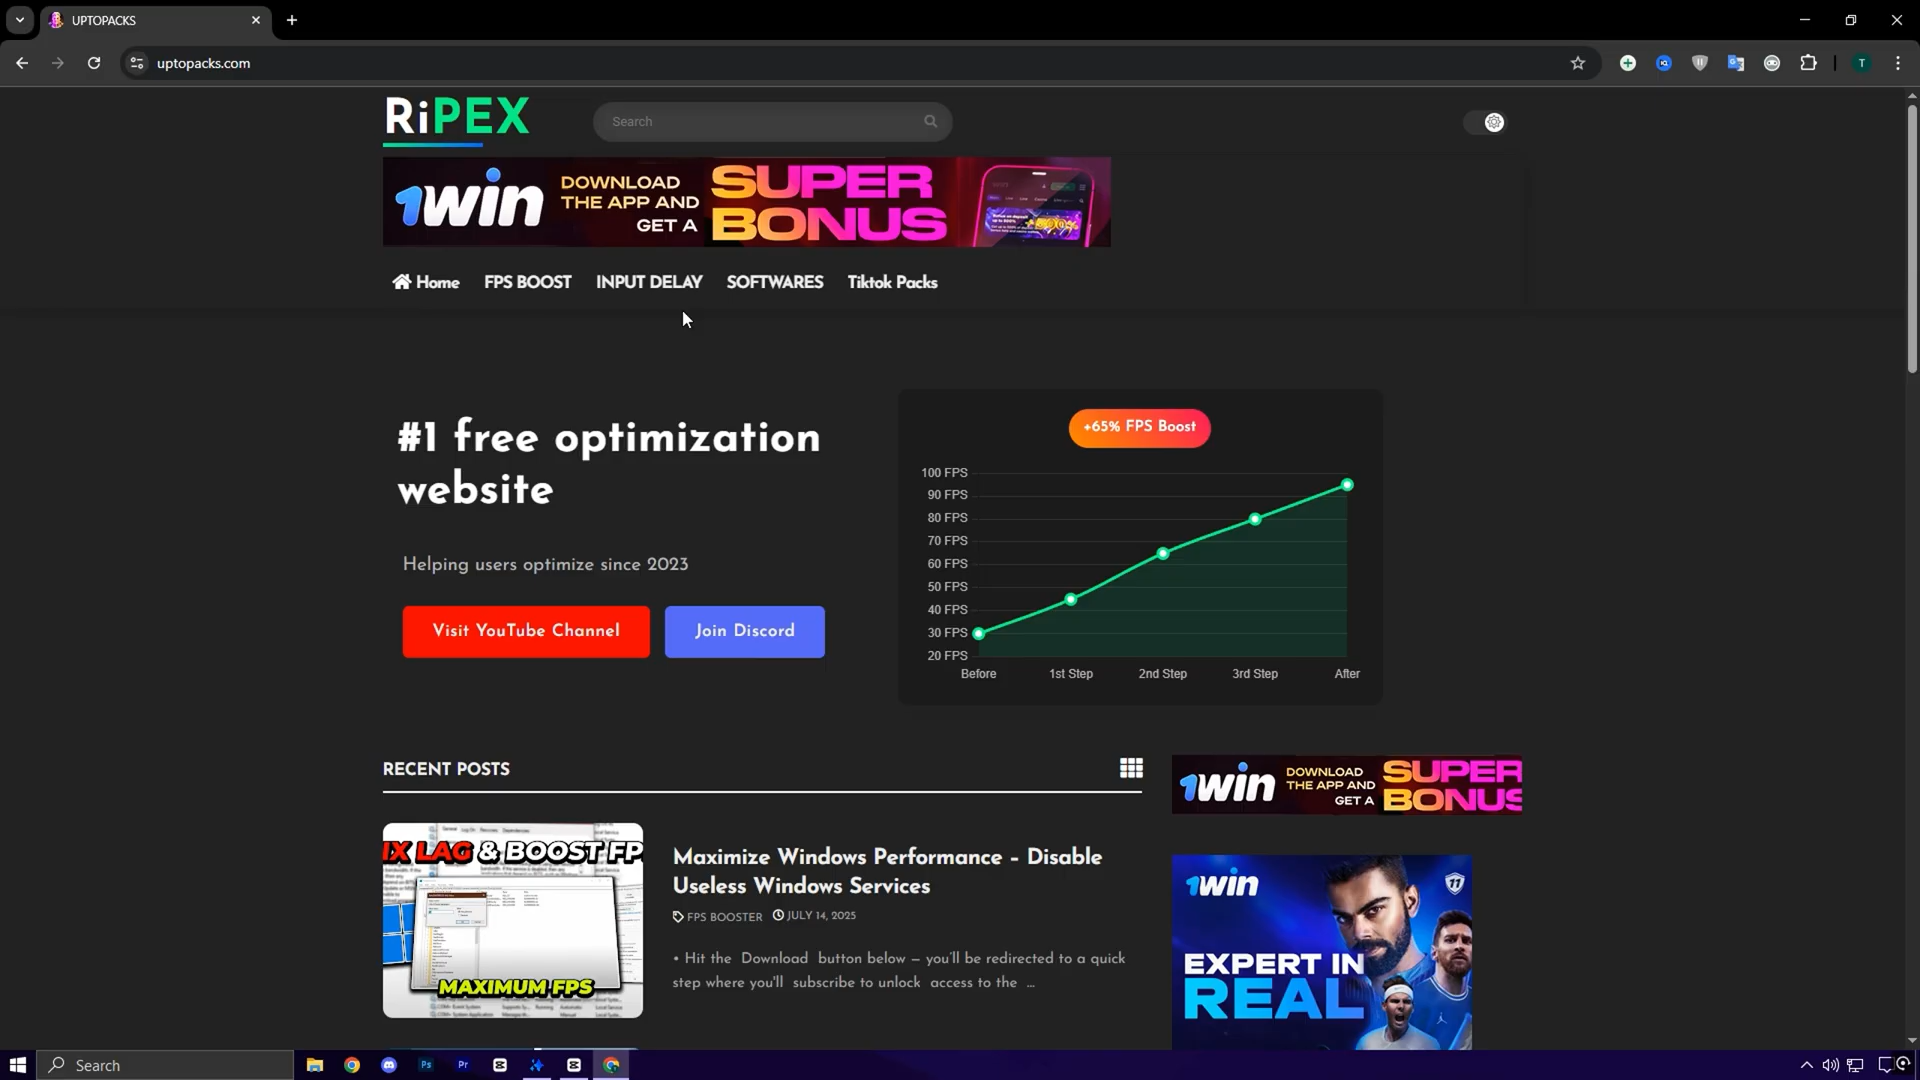 UPTOPACKS
uptopacks.com
T
RiPEX
Search
1win
DOWNLOAD
THE APP AND
GET A
SUPER
BONUS
Home
FPS BOOST
INPUT DELAY
SOFTWARES
Tiktok Packs
#1 free optimization
website
Helping users optimize since 2023
Visit YouTube Channel
Join Discord
+65% FPS Boost
100 FPS
90 FPS
80 FPS
70 FPS
60 FPS
50 FPS
40 FPS
30 FPS
20 FPS
Before
1st Step
2nd Step
3rd Step
After
RECENT POSTS
1win
DOWNLOAD
THE APP AND
GET A
SUPER
BONUS
IX LAG & BOOST FP
MAXIMUM FPS
Maximize Windows Performance – Disable
Useless Windows Services
FPS BOOSTER
JULY 14, 2025
• Hit the Download button below — you'll be redirected to a quick
step where you'll subscribe to unlock access to the ...
1win
EXPERT IN
REAL
Search
Ps
Pr